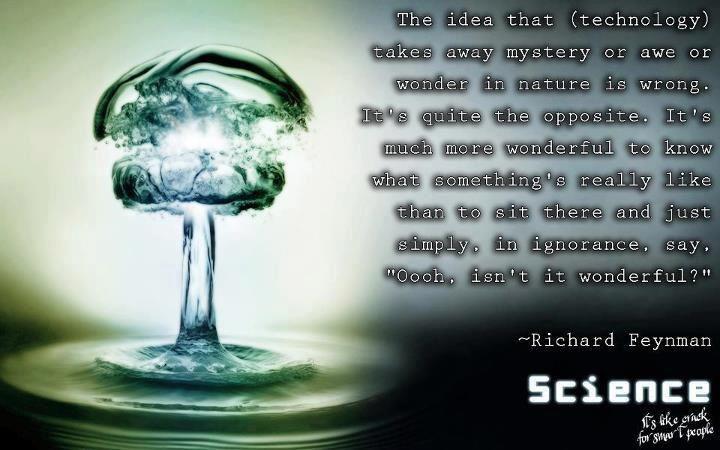 The idea that (technology)
takes away mystery or awe or
wonder in nature is wrong.
It's quite the opposite. It's
much more wonderful to know
what something's really like
than to sit there and just
simply, in ignorance, say,
"Oooh, isn't it wonderful?"
~Richard Feynman
Science
It's like crack
for smart people